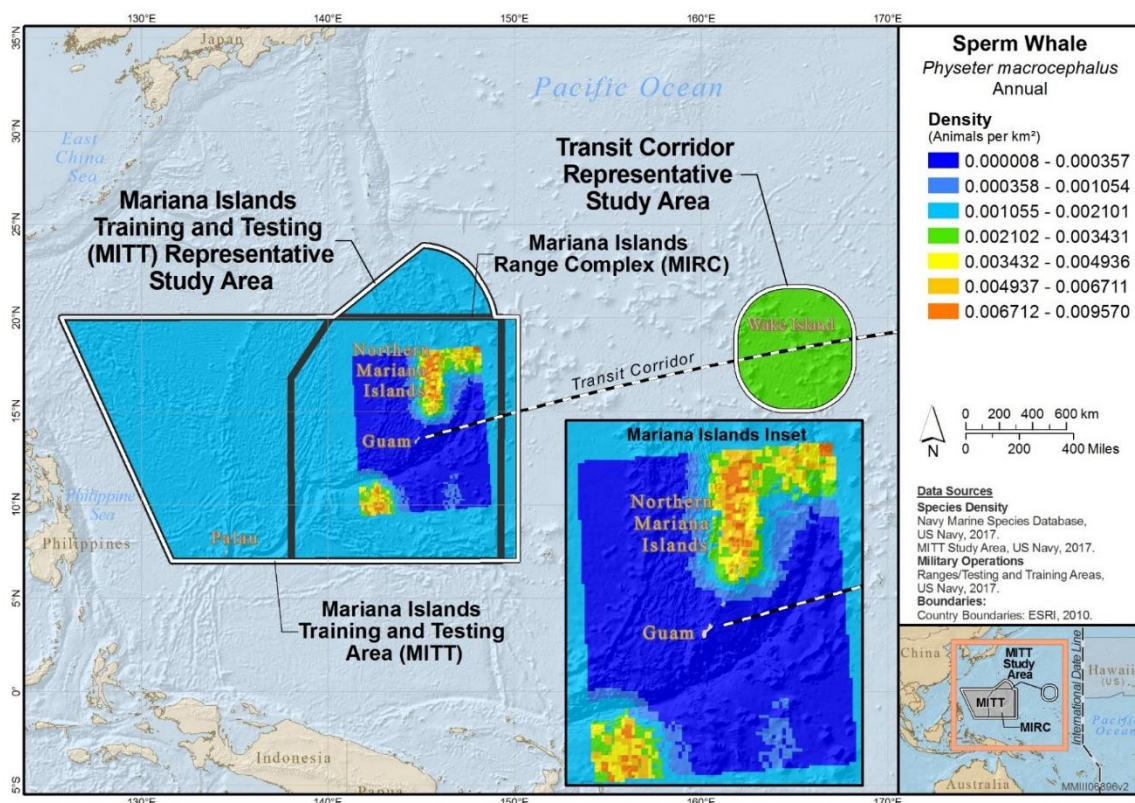 130°E
140°E
150°E
160°E
170°E
35°N
30°N
25°N
20°N
15°N
10°N
5°N
0°
5°S
Japan
Pacific Ocean
East
China
Sea
Transit Corridor
Representative
Study Area
Mariana Islands
Training and Testing
(MITT) Representative
Study Area
Mariana Islands
Range Complex (MIRC)
Wake Island
Northern
Mariana
Islands
Transit Corridor
Guam
Philippine
Sea
Philippines
Palau
Mariana Islands
Training and Testing
Area (MITT)
Indonesia
Papua
Mariana Islands Inset
Northern
Mariana
Islands
Guam
130°E
140°E
150°E
160°E
170°E
Sperm Whale
Physeter macrocephalus
Annual
Density
(Animals per km²)
0.000008 - 0.000357
0.000358 - 0.001054
0.001055 - 0.002101
0.002102 - 0.003431
0.003432 - 0.004936
0.004937 - 0.006711
0.006712 - 0.009570
N
0 200 400 600 km
0 200 400 Miles
Data Sources
Species Density
Navy Marine Species Database,
US Navy, 2017.
MITT Study Area, US Navy, 2017.
Military Operations
Ranges/Testing and Training Areas,
US Navy, 2017.
Boundaries:
Country Boundaries: ESRI, 2010.
China
MITT
Study
Area
MITT
MIRC
International Date Line
Hawaii
(US)
Pacific
Ocean
Australia
MMIII06896v2